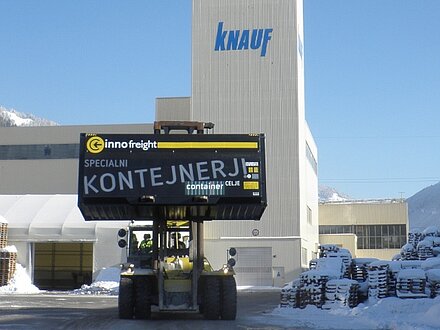 KNAUF
innofreight
SPECIALNI
KONTEJNERJI
container CELJE